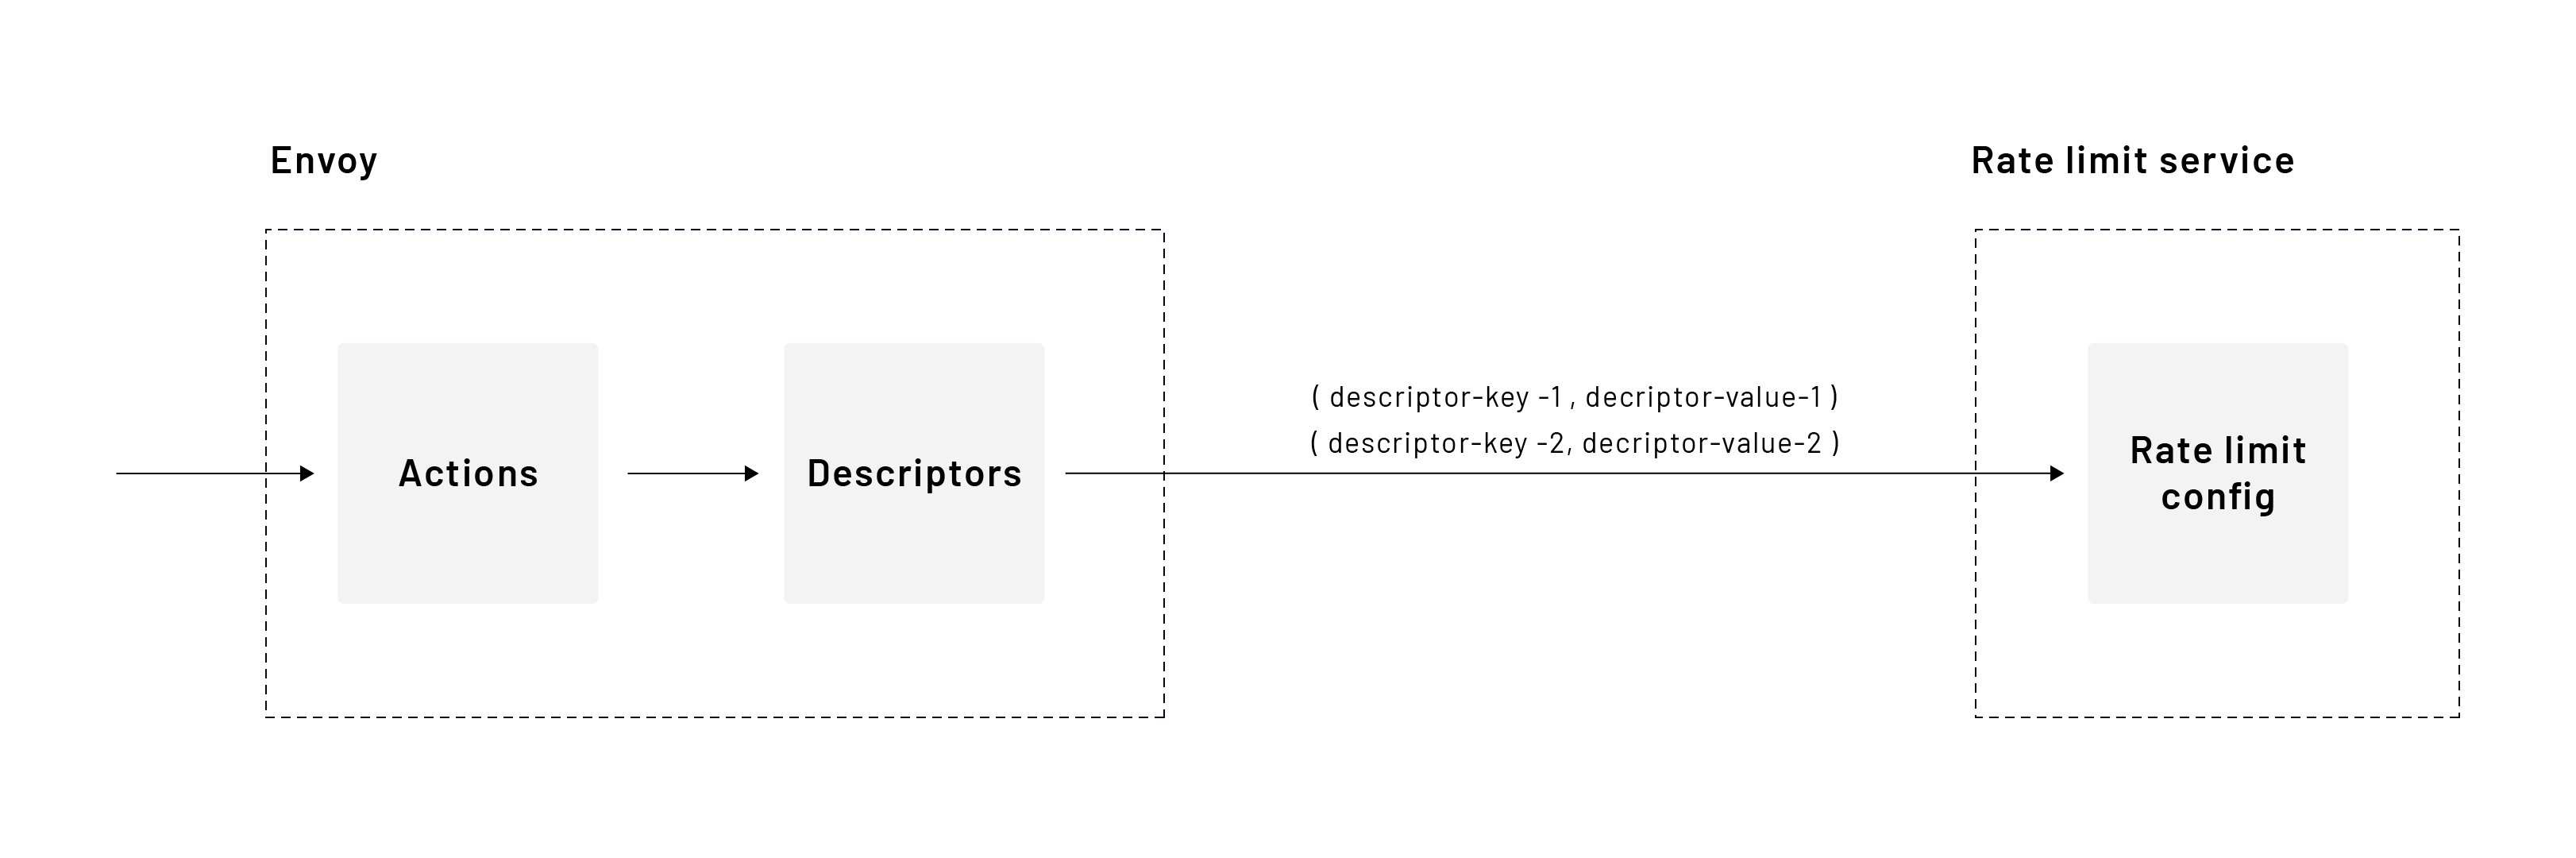 Envoy
Rate limit service
( descriptor-key -1 , decriptor-value-1 )
( descriptor-key -2, decriptor-value-2 )
Actions
Descriptors
Rate limit
config